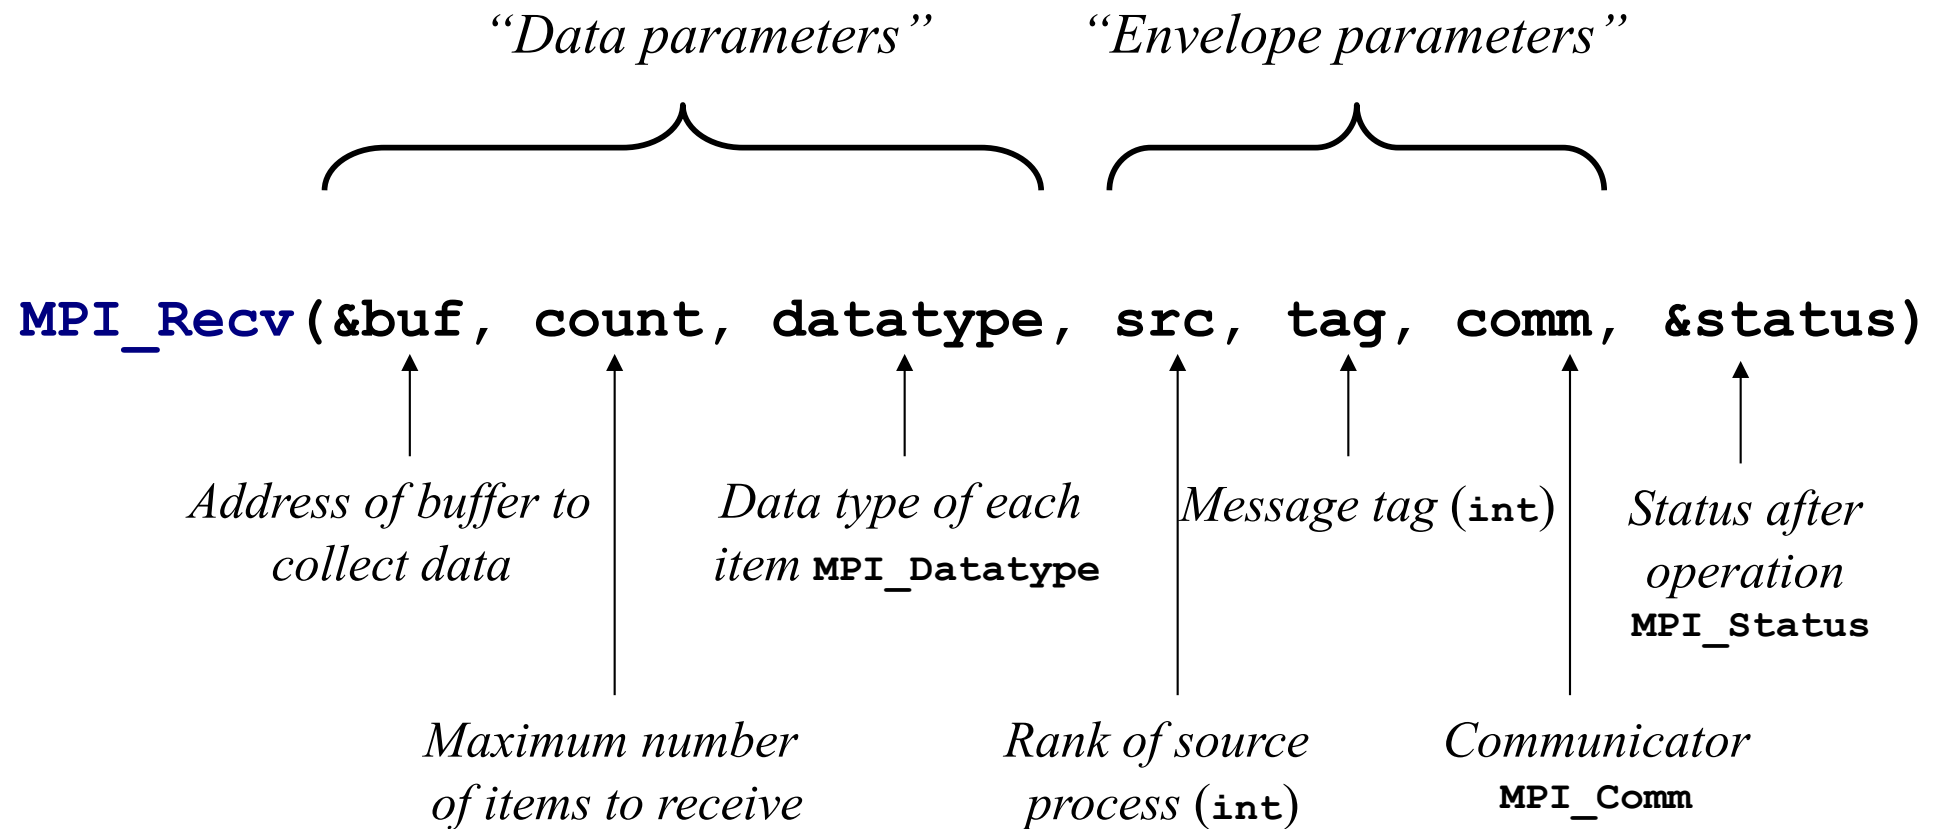 “Data parameters” “Envelope parameters”
MPI_Recv(&buf, count, datatype, src, tag, comm, &status)
Address of buffer to
collect data
Data type of each
item MPI_Datatype
Message tag (int)
Status after
operation
MPI_Status
Maximum number
of items to receive
Rank of source
process (int)
Communicator
MPI_Comm